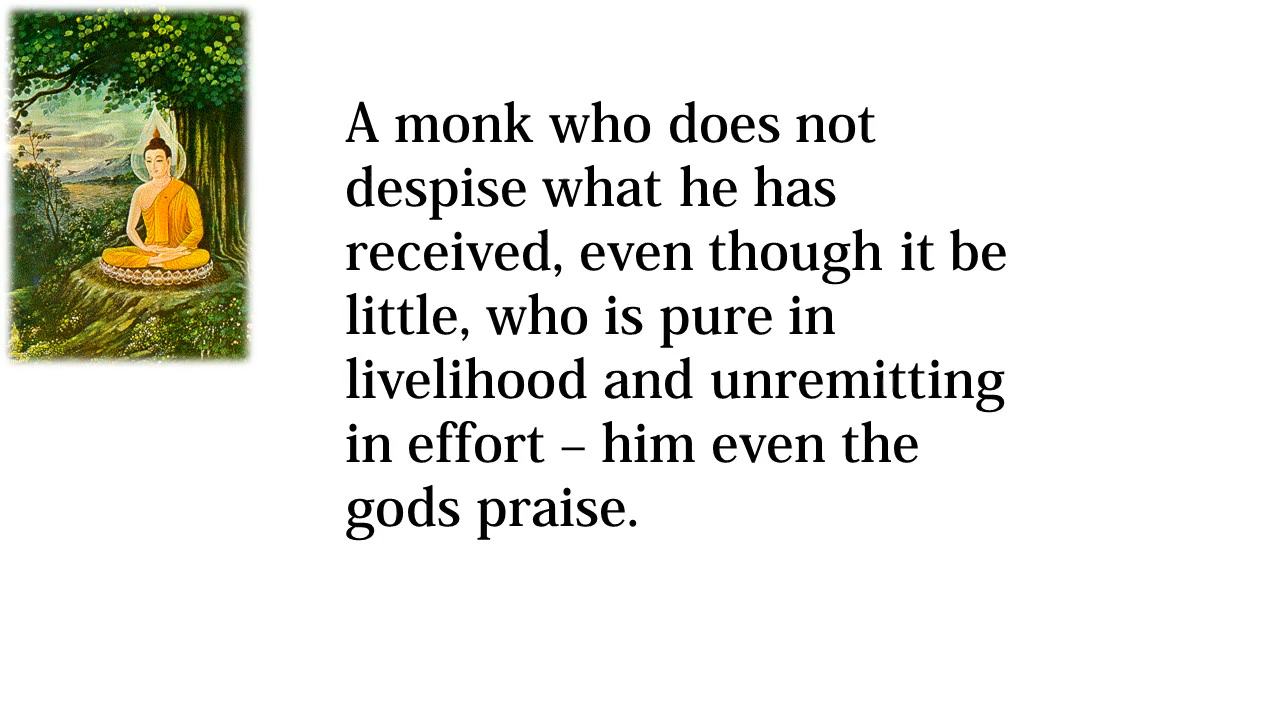 A monk who does not
despise what he has
received, even though it be
little, who is pure in
livelihood and unremitting
in effort – him even the
gods praise.